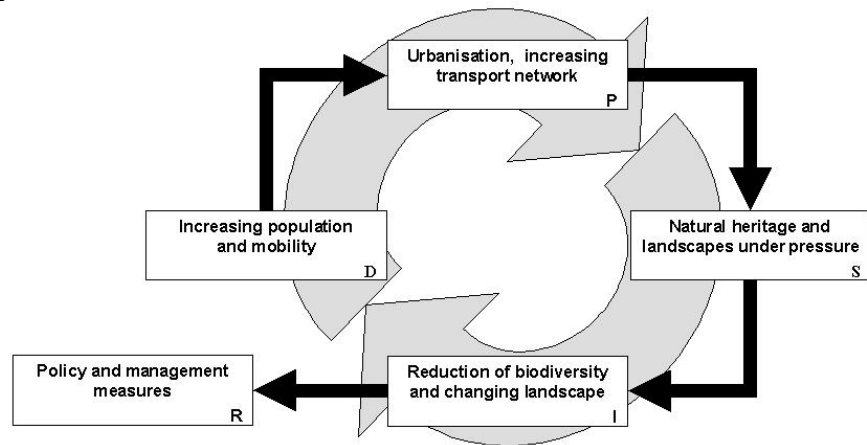 Urbanisation, increasing
transport network
P
Increasing population
and mobility
D
Natural heritage and
landscapes under pressure
S
Policy and management
measures
R
Reduction of biodiversity
and changing landscape
I